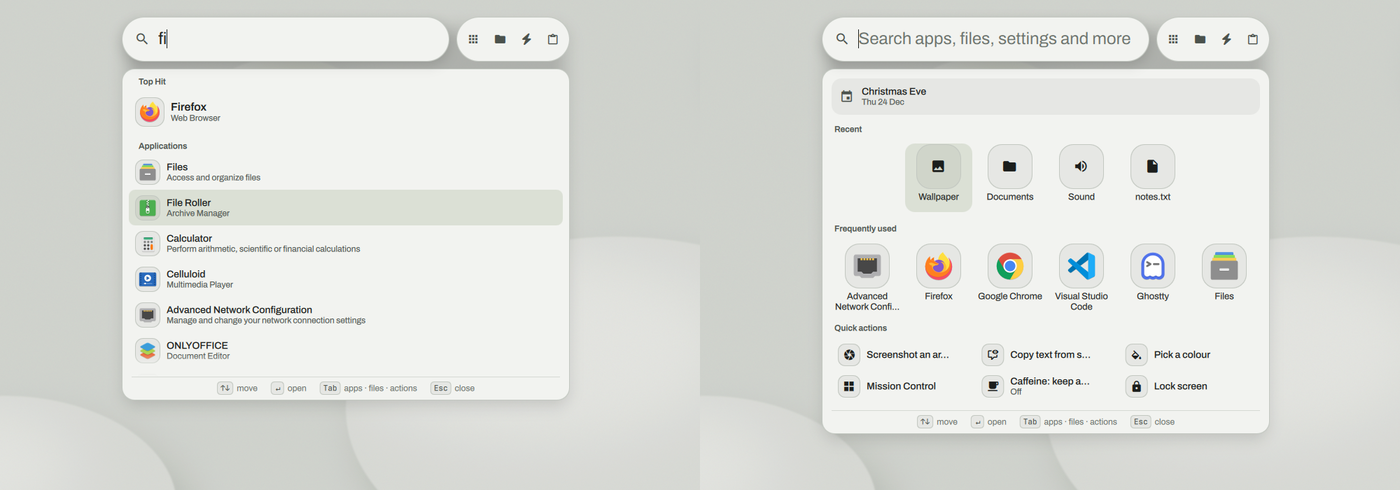 fi
Top Hit
Firefox
Web Browser
Applications
Files
Access and organize files
File Roller
Archive Manager
Calculator
Perform arithmetic, scientific or financial calculations
Celluloid
Multimedia Player
Advanced Network Configuration
Manage and change your network connection settings
ONLYOFFICE
Document Editor
↑↓ move ↵ open Tab apps · files · actions Esc close
Search apps, files, settings and more
Christmas Eve
Thu 24 Dec
Recent
Wallpaper Documents Sound notes.txt
Frequently used
Advanced Firefox Google Chrome Visual Studio Ghostty Files
Network Confi... Code
Quick actions
Screenshot an ar... Copy text from s... Pick a colour
Mission Control Caffeine: keep a... Lock screen
Off
↑↓ move ↵ open Tab apps · files · actions Esc close